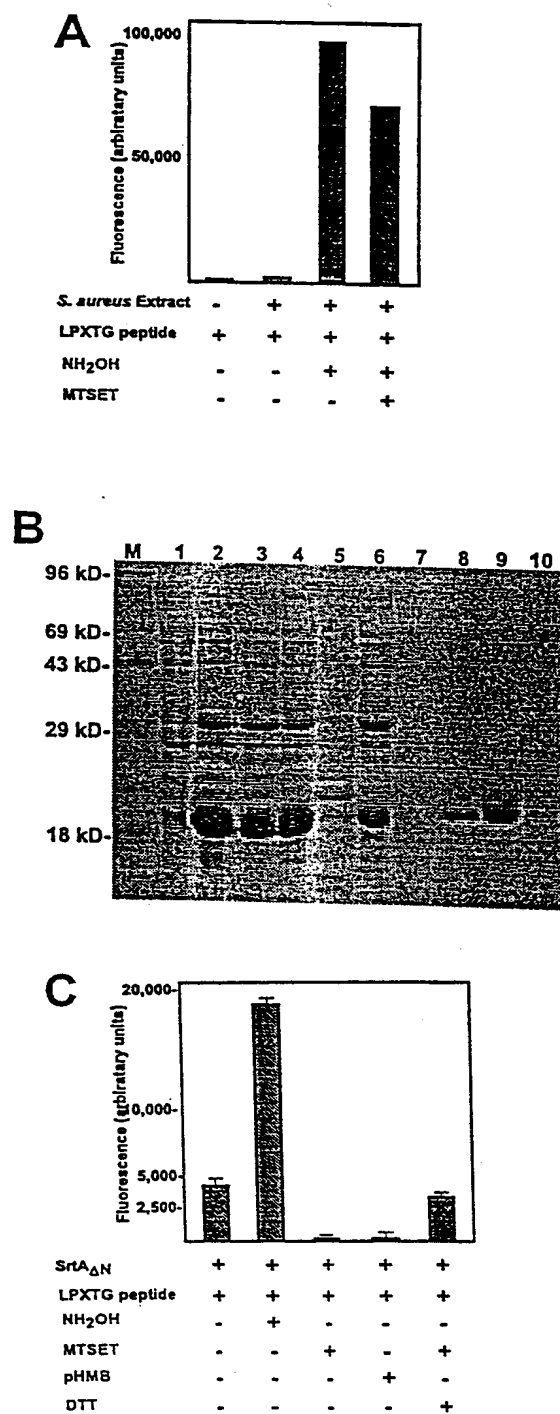 A
Fluorescence (arbiratary units)
100,000
50,000
S. aureus Extract - + + +
LPXTG peptide + + + +
NH2OH - - + +
MTSET - - - +
B
M 1 2 3 4 5 6 7 8 9 10
96 kD-
69 kD-
43 kD-
29 kD-
18 kD-
C
Fluorescence (arbiratary units)
20,000-
10,000-
5,000-
2,500-
SrtAΔN + + + + +
LPXTG peptide + + + + +
NH2OH - + - - -
MTSET - - + - +
pHMB - - - + -
DTT - - - - +